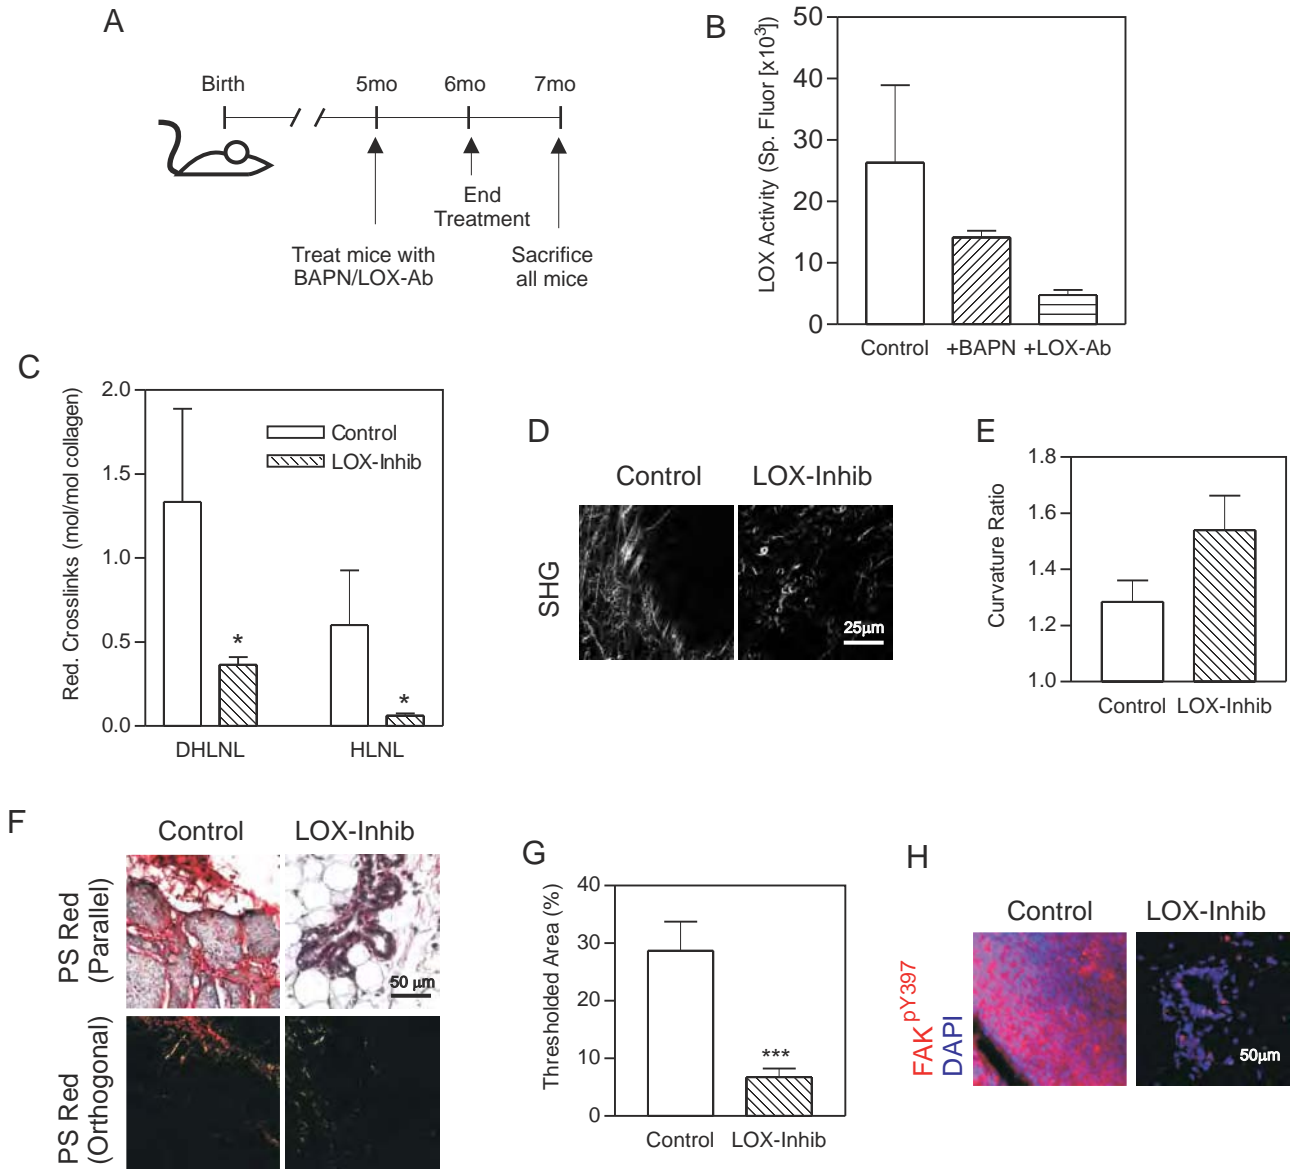 A
Birth
5mo
6mo
7mo
End
Treatment
Treat mice with
BAPN/LOX-Ab
Sacrifice
all mice
B
LOX Activity (Sp. Fluor [x10³])
50
40
30
20
10
0
Control
+BAPN
+LOX-Ab
C
Red. Crosslinks (mol/mol collagen)
2.0
1.5
1.0
0.5
0.0
Control
LOX-Inhib
*
*
DHLNL
HLNL
D
Control
LOX-Inhib
SHG
25μm
E
Curvature Ratio
1.8
1.6
1.4
1.2
1.0
Control
LOX-Inhib
F
Control
LOX-Inhib
PS Red
(Parallel)
50 μm
PS Red
(Orthogonal)
G
Thresholded Area (%)
40
30
20
10
0
***
Control
LOX-Inhib
H
Control
LOX-Inhib
FAK pY397
DAPI
50μm